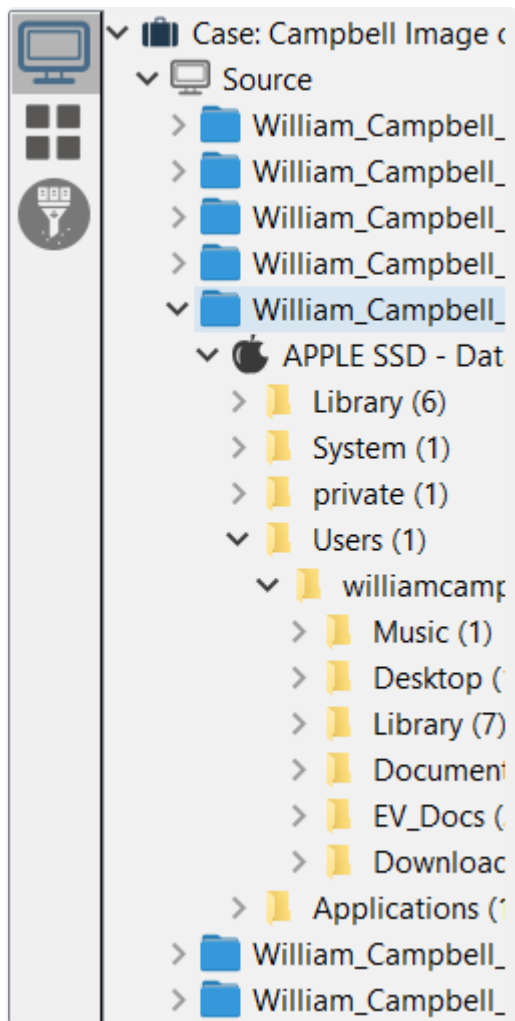 Case: Campbell Image
Source
William_Campbell_
William_Campbell_
William_Campbell_
William_Campbell_
William_Campbell_
APPLE SSD - Dat
Library (6)
System (1)
private (1)
Users (1)
williamcamp
Music (1)
Desktop (
Library (7)
Document
EV_Docs (
Downloa
Applications (
William_Campbell_
William_Campbell_